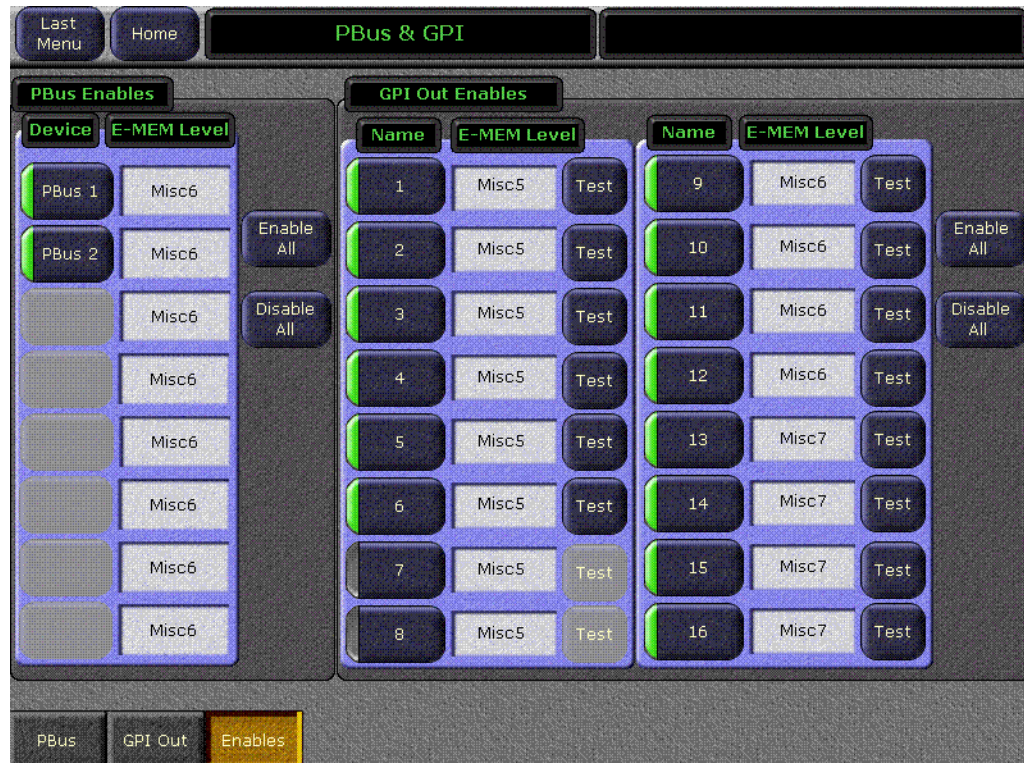 Last Menu
Home
PBus & GPI
PBus Enables
Device E-MEM Level
PBus 1 Misc6
PBus 2 Misc6
Misc6
Misc6
Misc6
Misc6
Misc6
Misc6
Enable All
Disable All
GPI Out Enables
Name E-MEM Level
1 Misc5 Test
2 Misc5 Test
3 Misc5 Test
4 Misc5 Test
5 Misc5 Test
6 Misc5 Test
7 Misc5 Test
8 Misc5 Test
Name E-MEM Level
9 Misc6 Test
10 Misc6 Test
11 Misc6 Test
12 Misc6 Test
13 Misc7 Test
14 Misc7 Test
15 Misc7 Test
16 Misc7 Test
Enable All
Disable All
PBus
GPI Out
Enables